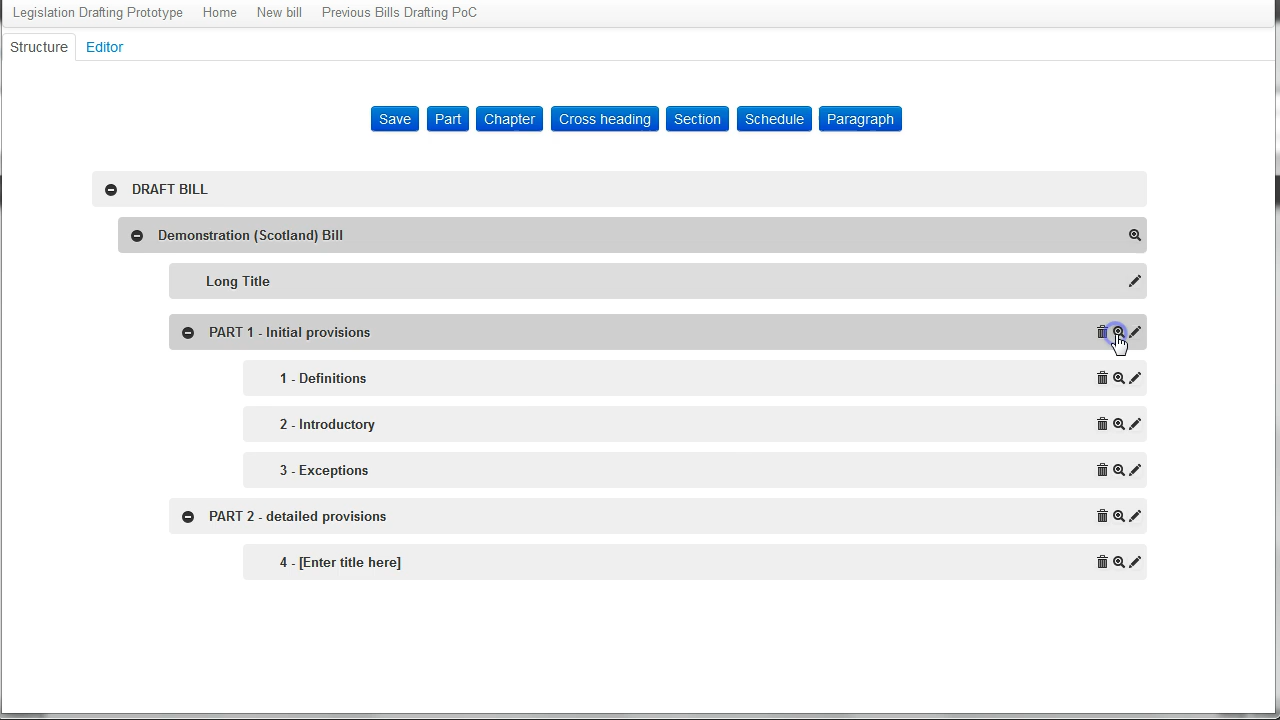 Legislation Drafting Prototype Home New bill Previous Bills Drafting PoC
Structure Editor
Save Part Chapter Cross heading Section Schedule Paragraph
DRAFT BILL
Demonstration (Scotland) Bill
Long Title
PART 1 - Initial provisions
1 - Definitions
2 - Introductory
3 - Exceptions
PART 2 - detailed provisions
4 - [Enter title here]